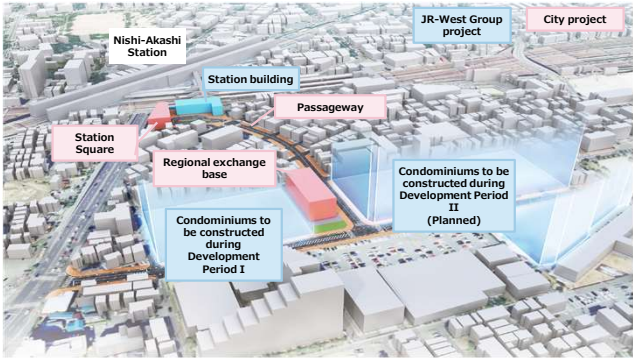 JR-West Group
project
City project
Nishi-Akashi
Station
Station building
Passageway
Station
Square
Regional exchange
base
Condominiums to be
constructed during
Development Period
II
(Planned)
Condominiums to
be constructed
during
Development
Period I